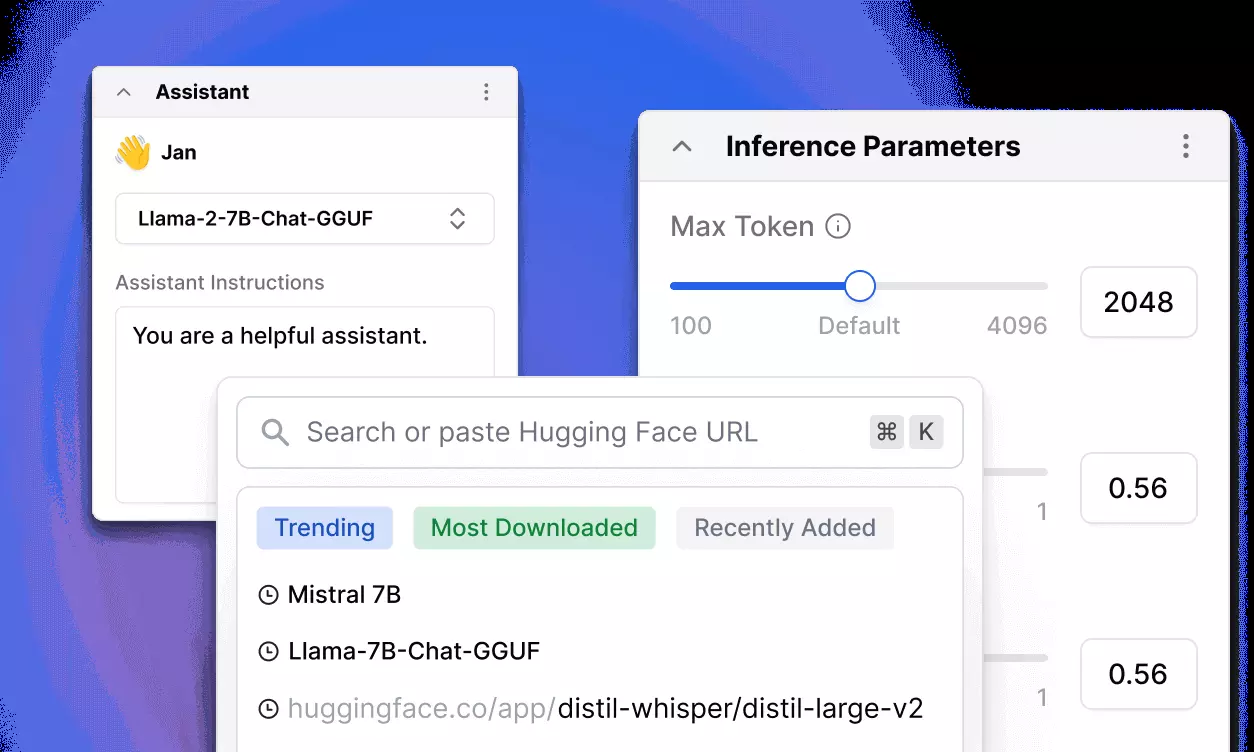 Assistant
Jan
Llama-2-7B-Chat-GGUF
Assistant Instructions
You are a helpful assistant.
Inference Parameters
Max Token
2048
100 Default 4096
0.56
1
0.56
1
Search or paste Hugging Face URL ⌘ K
Trending Most Downloaded Recently Added
Mistral 7B
Llama-7B-Chat-GGUF
huggingface.co/app/distil-whisper/distil-large-v2